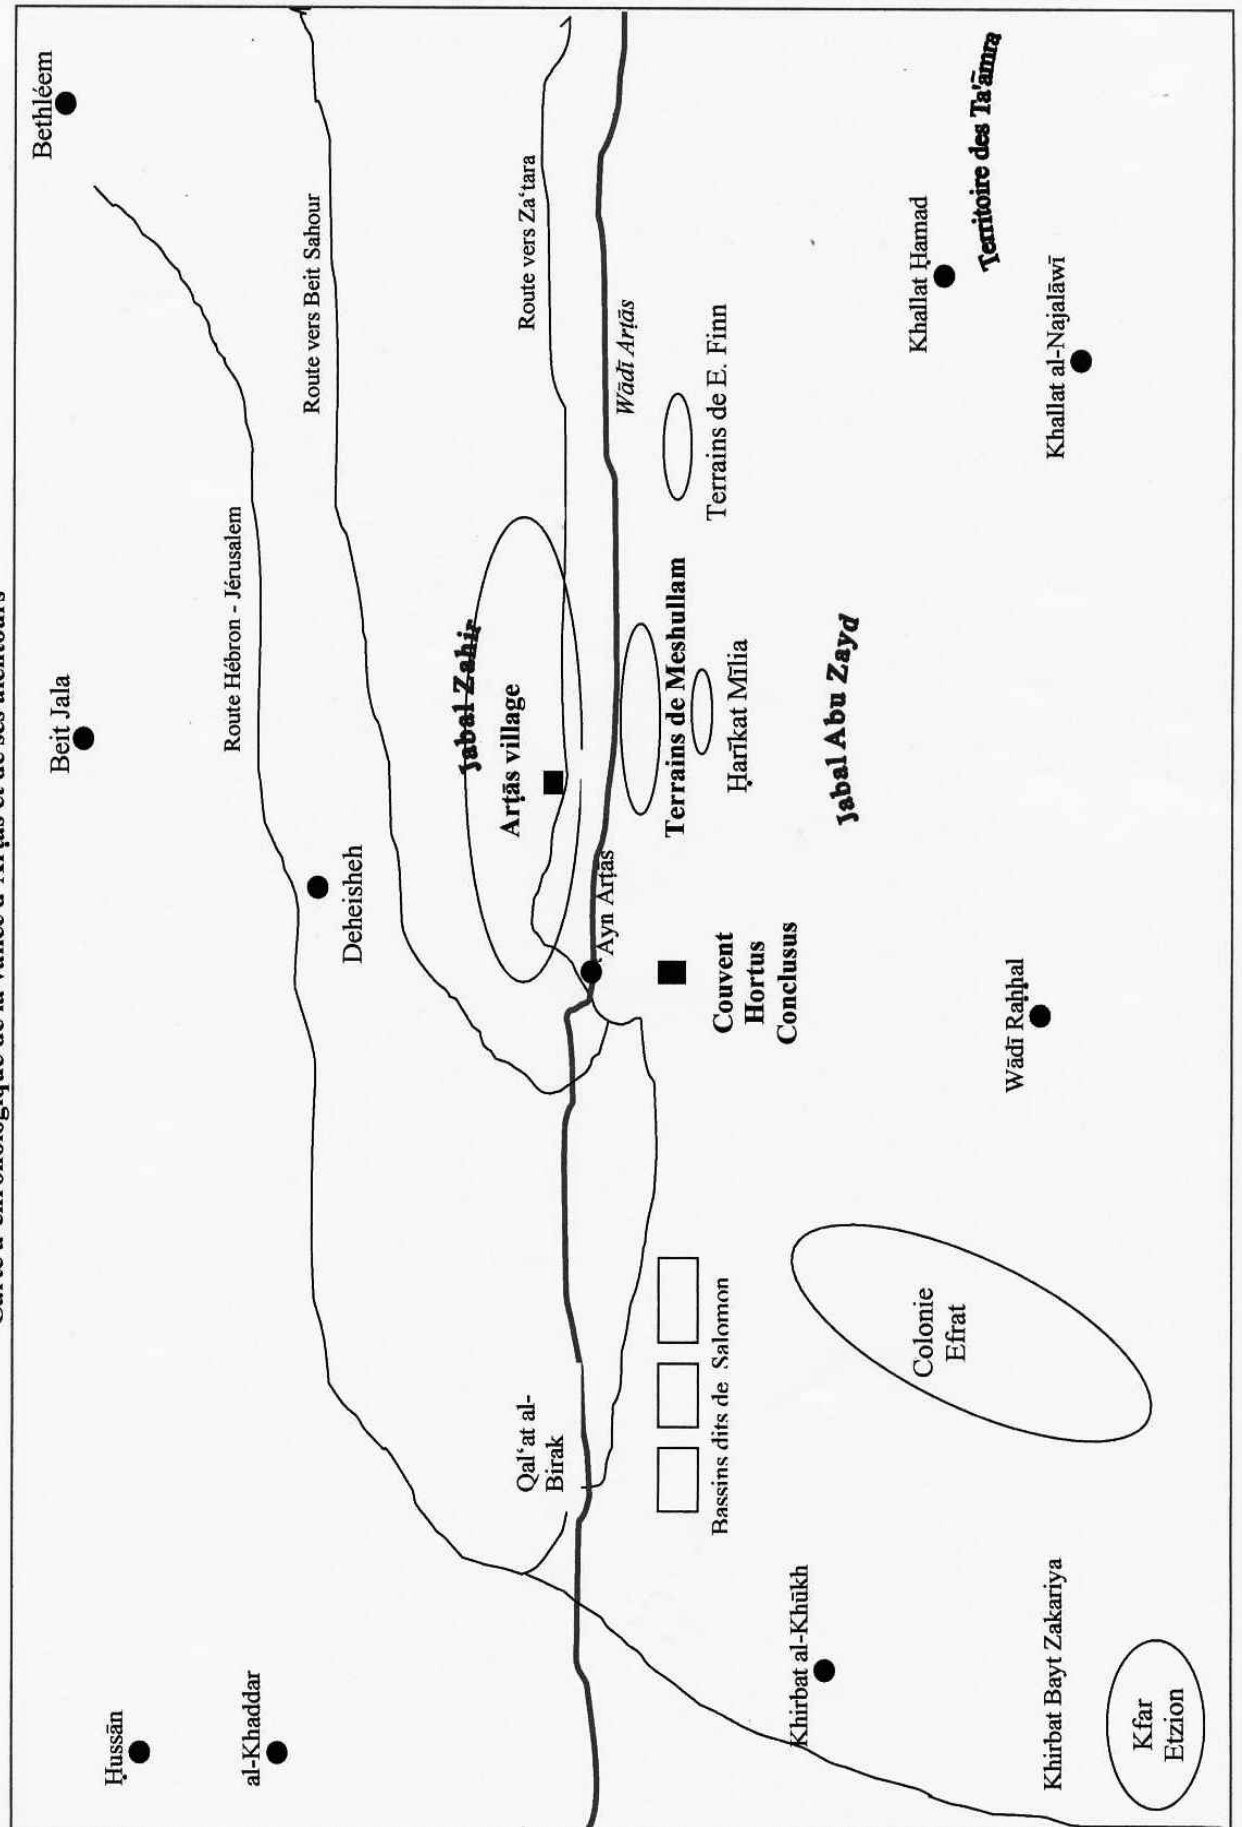 Bethléem
Beit Jala
Ḥussān
al-Khaddar
Route Hébron - Jérusalem
Deheisheh
Route vers Beit Sahour
Jabal Zahir
Arṭās village
Route vers Za‘tara
Qal‘at al-
Birak
Wādī Arṭās
‘Ayn Arṭās
Terrains de Meshullam
Terrains de E. Finn
Bassins dits de Salomon
Couvent
Hortus
Conclusus
Ḥarīkat Mīlia
Khirbat al-Khūkh
Jabal Abu Zayd
Khallat Ḥamad
Colonie
Efrat
Territoire des Ta'āmra
Wādī Raḥḥal
Khirbat Bayt Zakariya
Khallat al-Najalāwī
Kfar
Etzion